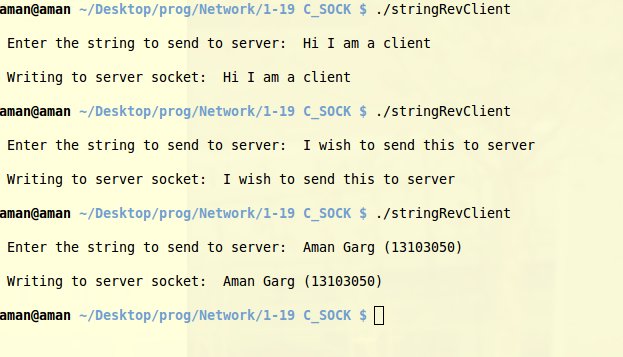 aman@aman ~/Desktop/prog/Network/1-19 C_SOCK $ ./stringRevClient
Enter the string to send to server:  Hi I am a client
Writing to server socket:  Hi I am a client
aman@aman ~/Desktop/prog/Network/1-19 C_SOCK $ ./stringRevClient
Enter the string to send to server:  I wish to send this to server
Writing to server socket:  I wish to send this to server
aman@aman ~/Desktop/prog/Network/1-19 C_SOCK $ ./stringRevClient
Enter the string to send to server:  Aman Garg (13103050)
Writing to server socket:  Aman Garg (13103050)
aman@aman ~/Desktop/prog/Network/1-19 C_SOCK $